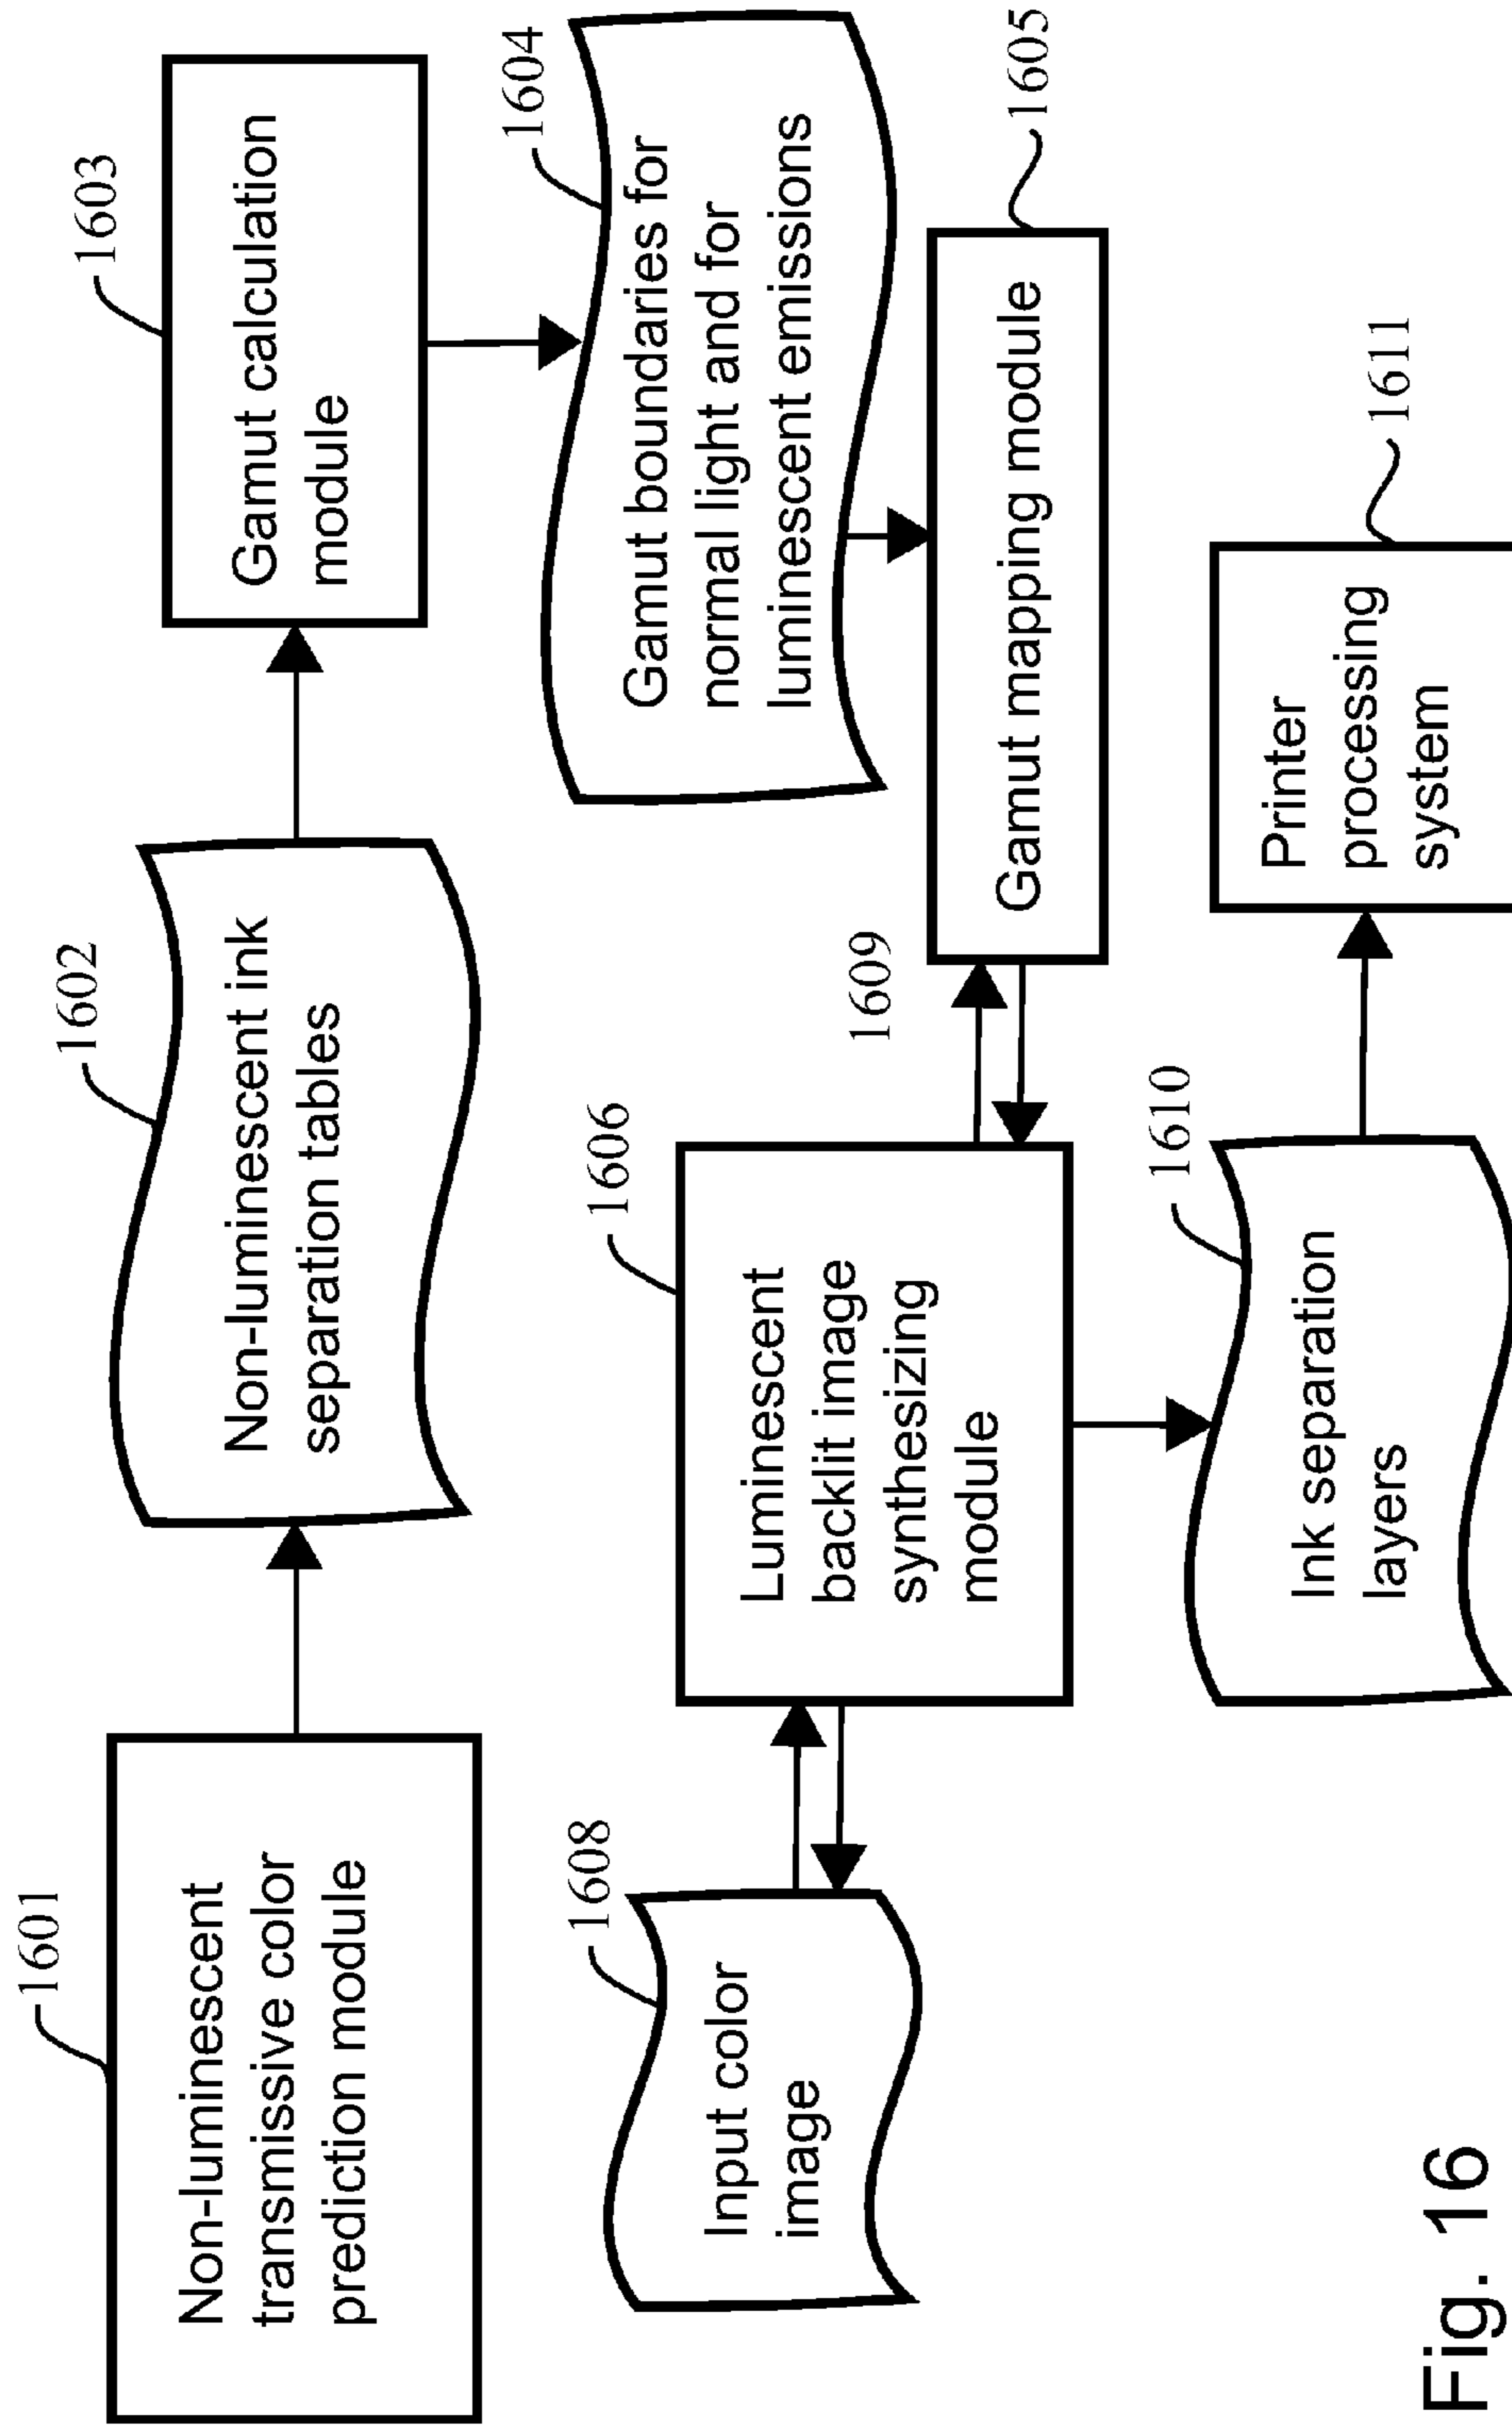 1601
Non-luminescent
transmissive color
prediction module
1602
Non-luminescent ink
separation tables
1603
Gamut calculation
module
1604
Gamut boundaries for
normal light and for
luminescent emissions
1608
Input color
image
1606
Luminescent
backlit image
synthesizing
module
1609
Gamut mapping module
1605
1610
Ink separation
layers
Printer
processing
system
1611
Fig. 16